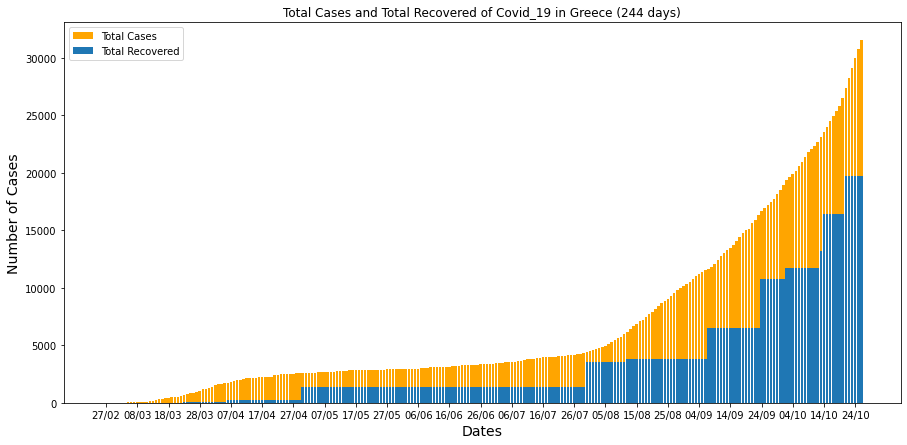 Total Cases and Total Recovered of Covid_19 in Greece (244 days)
Total Cases
Total Recovered
Number of Cases
30000
25000
20000
15000
10000
5000
0
27/02 08/03 18/03 28/03 07/04 17/04 27/04 07/05 17/05 27/05 06/06 16/06 26/06 06/07 16/07 26/07 05/08 15/08 25/08 04/09 14/09 24/09 04/10 14/10 24/10
Dates